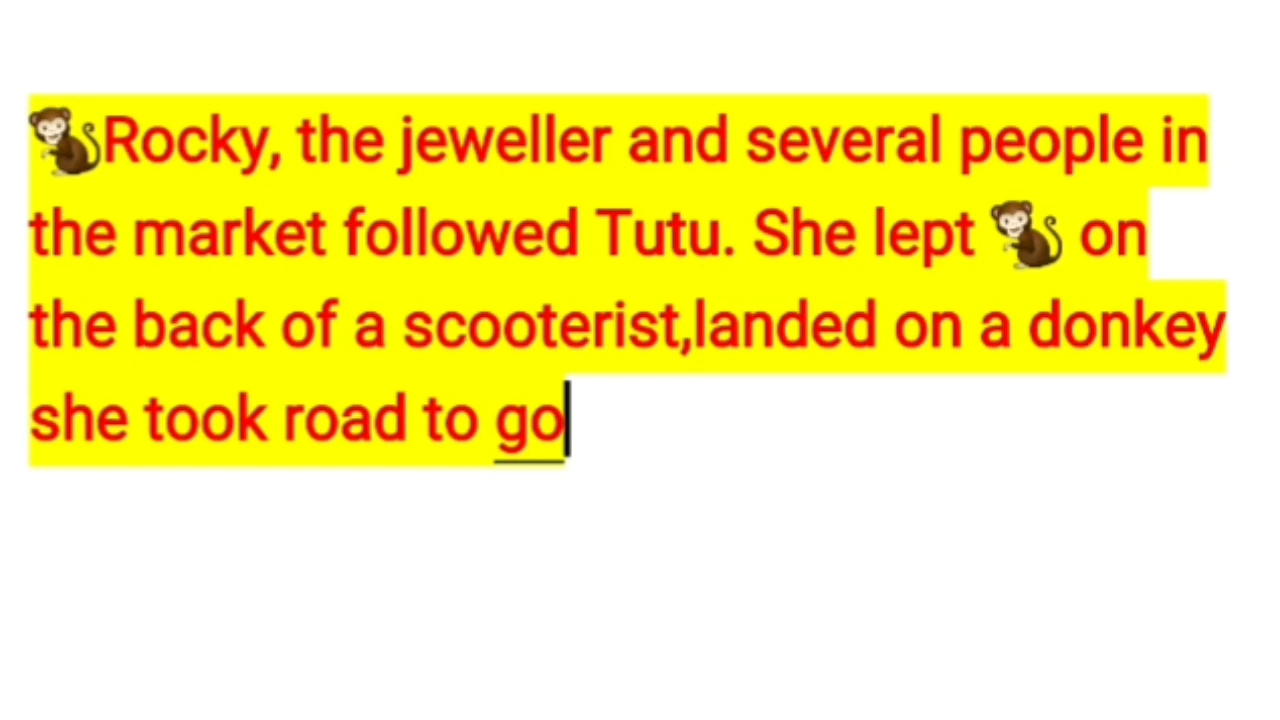 🐒Rocky, the jeweller and several people in
the market followed Tutu. She lept 🐒 on
the back of a scooterist,landed on a donkey
she took road to go